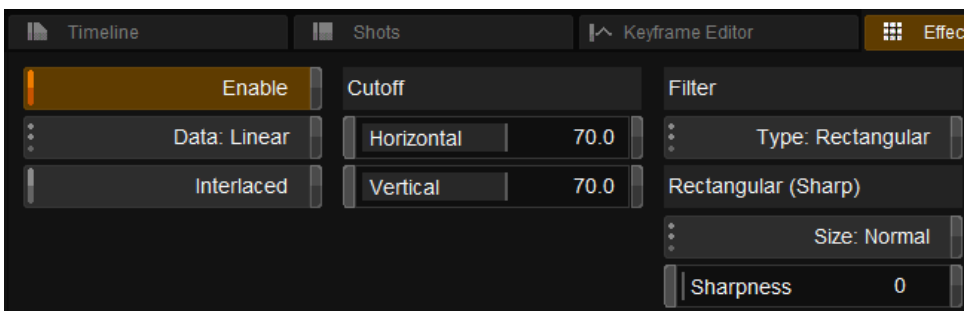 Timeline
Shots
Keyframe Editor
Effec
Enable
Cutoff
Filter
Data: Linear
Horizontal 70.0
Type: Rectangular
Interlaced
Vertical 70.0
Rectangular (Sharp)
Size: Normal
Sharpness 0